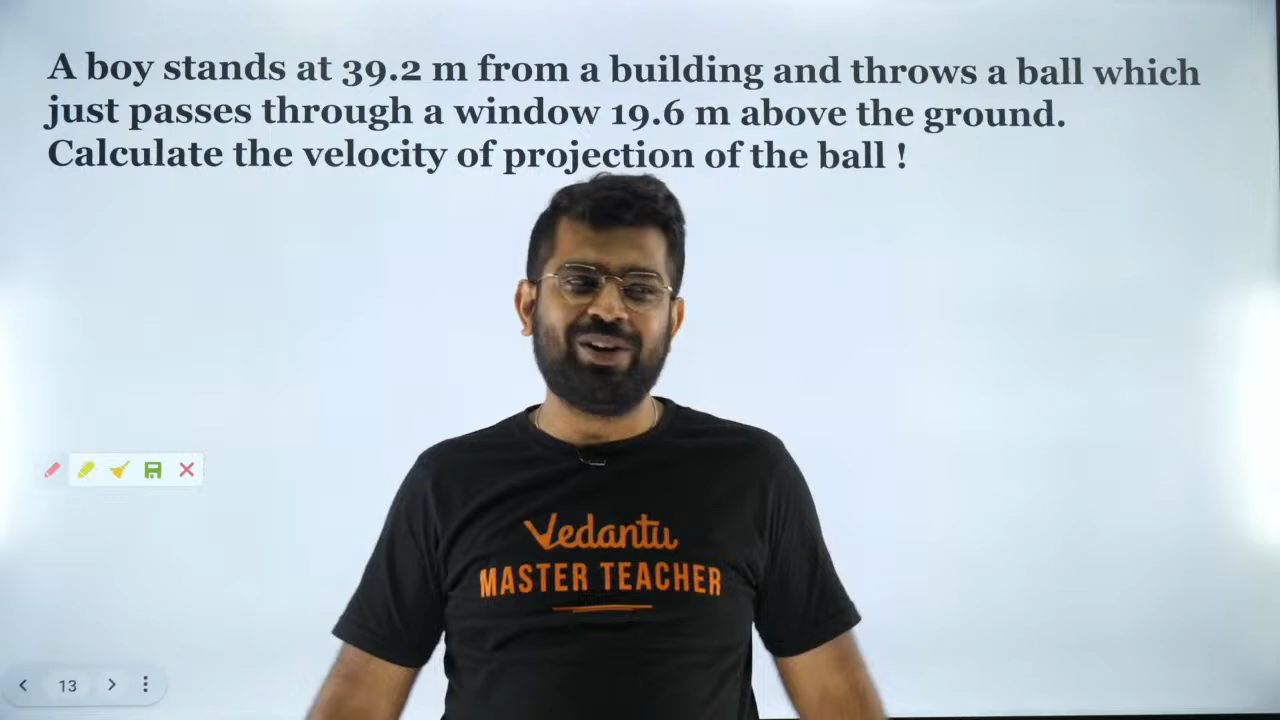 A boy stands at 39.2 m from a building and throws a ball which
just passes through a window 19.6 m above the ground.
Calculate the velocity of projection of the ball !
Vedantu
MASTER TEACHER
13